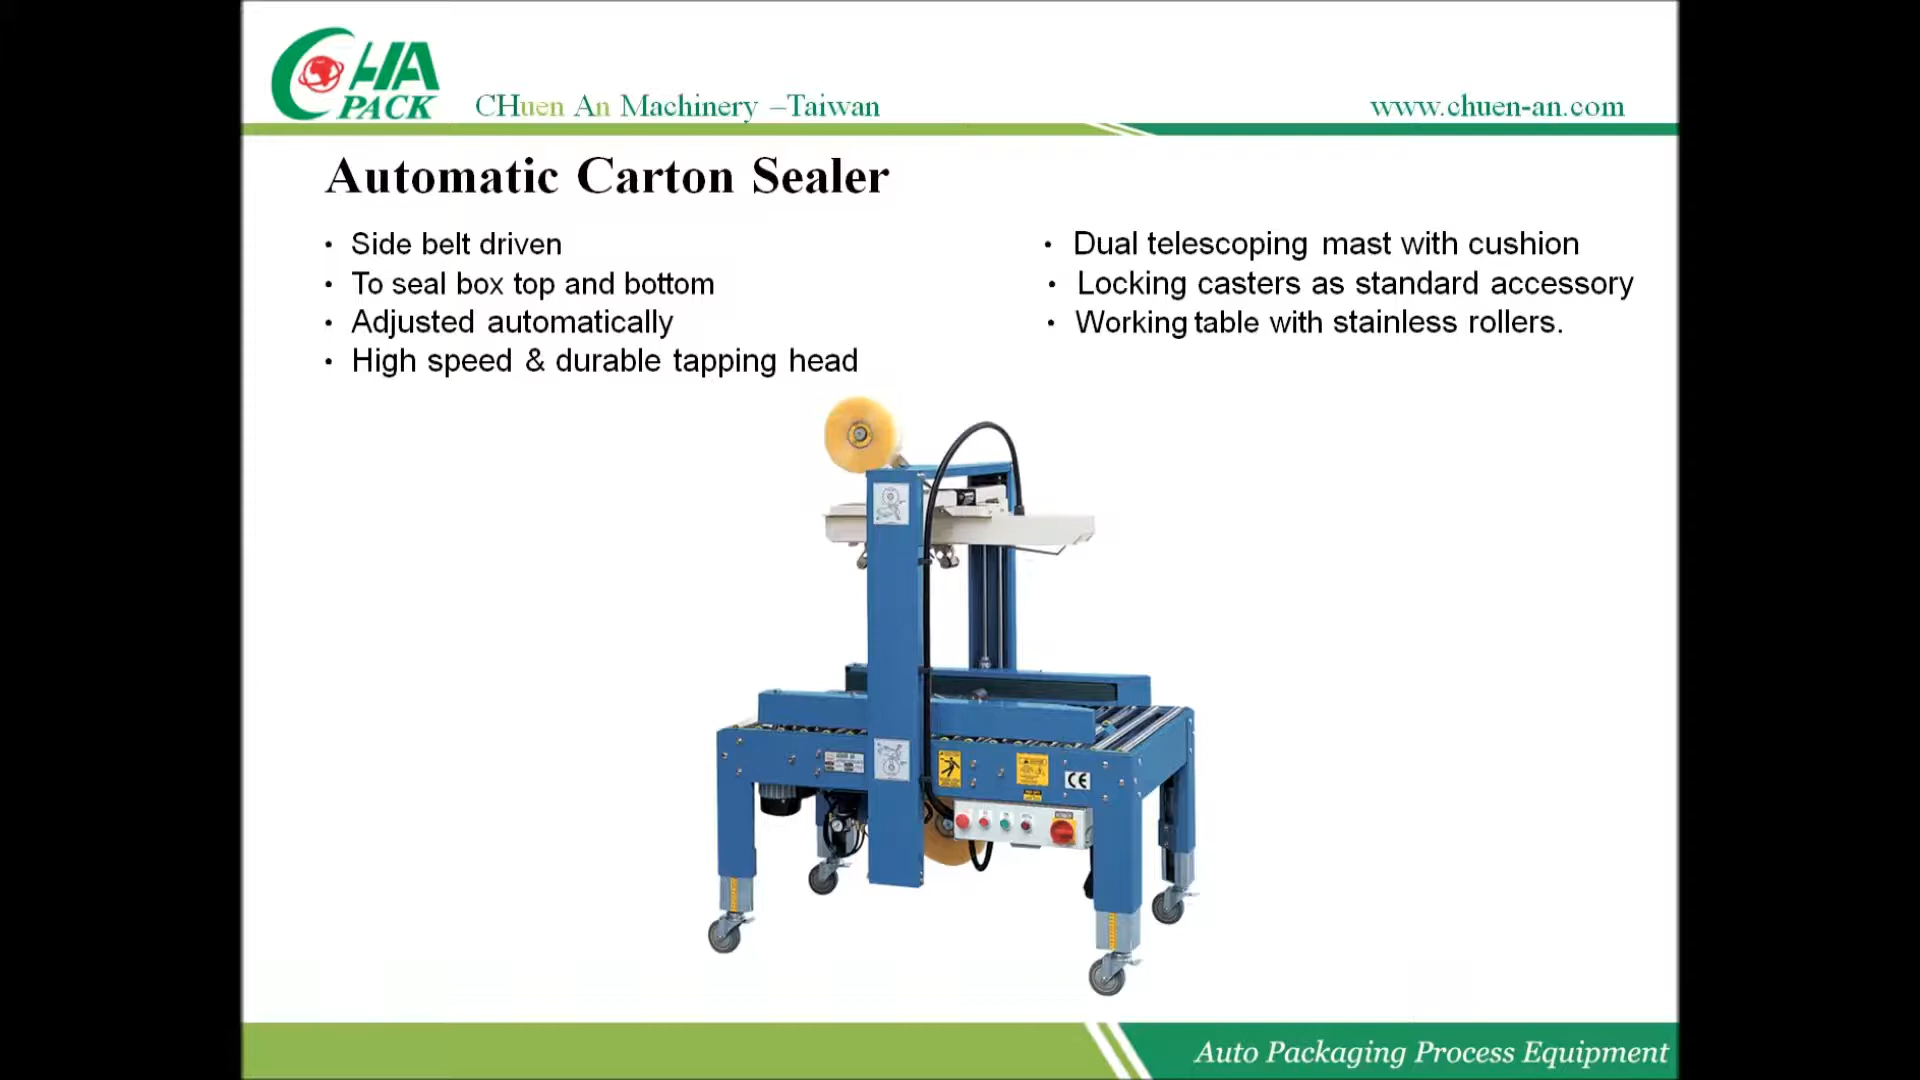 CHA
PACK
CHuen An Machinery –Taiwan
www.chuen-an.com
Automatic Carton Sealer
• Side belt driven
• To seal box top and bottom
• Adjusted automatically
• High speed & durable tapping head
• Dual telescoping mast with cushion
• Locking casters as standard accessory
• Working table with stainless rollers.
CE
Auto Packaging Process Equipment